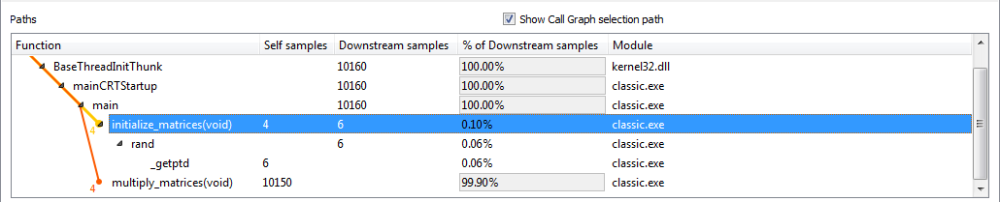 Paths Show Call Graph selection path
Function Self samples Downstream samples % of Downstream samples Module
BaseThreadInitThunk 10160 100.00% kernel32.dll
mainCRTStartup 10160 100.00% classic.exe
main 10160 100.00% classic.exe
4 initialize_matrices(void) 4 6 0.10% classic.exe
rand 6 0.06% classic.exe
_getptd 6 0.06% classic.exe
4 multiply_matrices(void) 10150 99.90% classic.exe